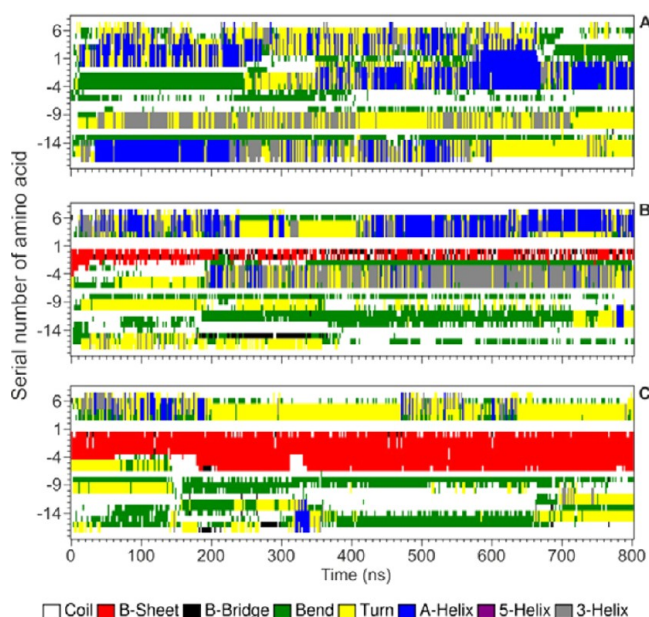 A
6
1
-4
-9
-14
B
6
1
-4
-9
-14
C
6
1
-4
-9
-14
Serial number of amino acid
0 100 200 300 400 500 600 700 800
Time (ns)
Coil B-Sheet B-Bridge Bend Turn A-Helix 5-Helix 3-Helix